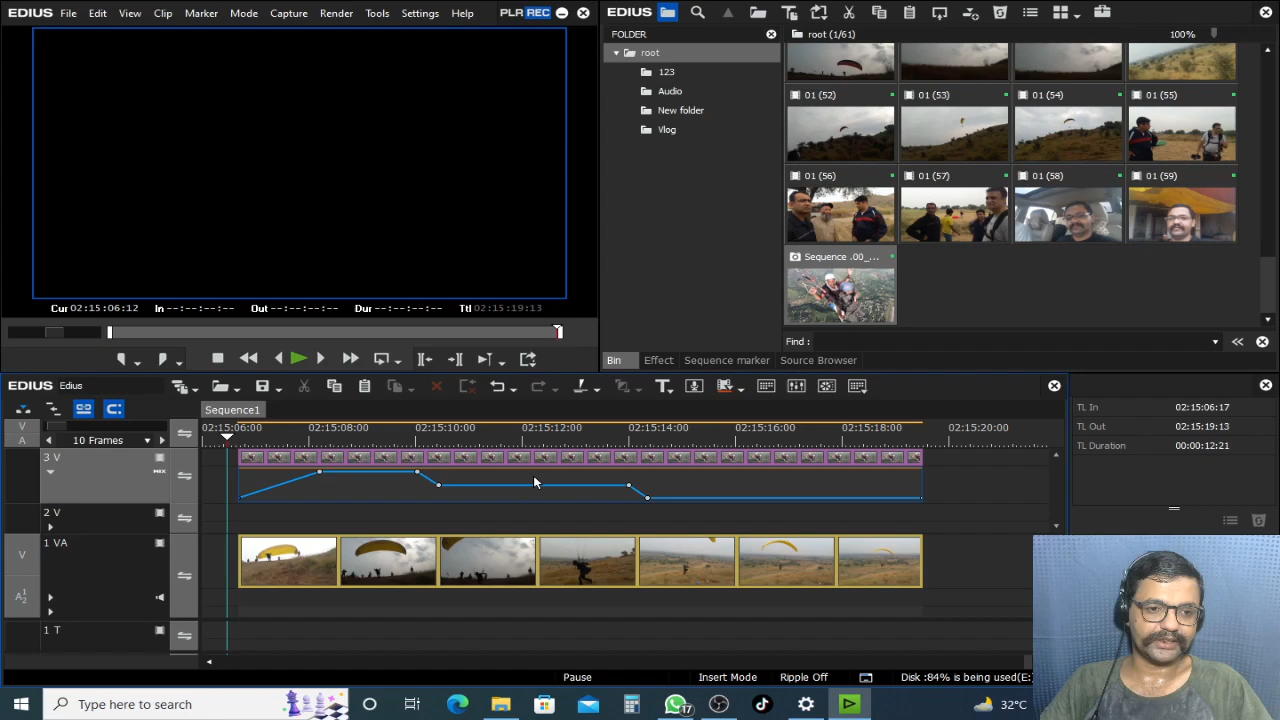 File Edit View Clip Marker Mode Capture Render Tools Settings Help PLR REC
EDIUS
FOLDER
root (1/61) 100%
root
123
Audio
New folder
Vlog
01 (52) 01 (53) 01 (54) 01 (55)
01 (56) 01 (57) 01 (58) 01 (59)
Sequence .00_...
Cur 02:15:06:12 In --:--:--:-- Out --:--:--:-- Dur --:--:--:-- Ttl 02:15:19:13
Find :
Bin Effect Sequence marker Source Browser
EDIUS Edius
Sequence1
V
A
10 Frames
02:15:06:00 02:15:08:00 02:15:10:00 02:15:12:00 02:15:14:00 02:15:16:00 02:15:18:00 02:15:20:00
TL In 02:15:06:17
TL Out 02:15:19:13
TL Duration 00:00:12:21
3 V
MIX
2 V
V 1 VA
A12
1 T
Pause Insert Mode Ripple Off Disk :84% is being used(E:)
Type here to search
17
32°C